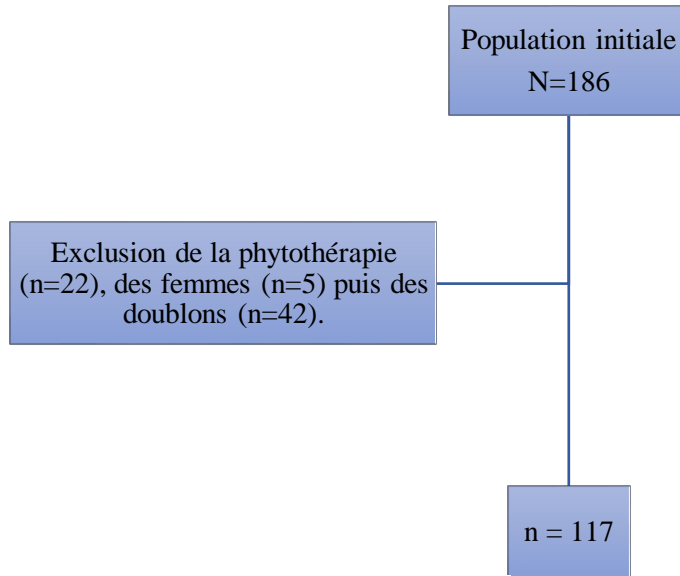 Population initiale
N=186
Exclusion de la phytothérapie
(n=22), des femmes (n=5) puis des
doublons (n=42).
n = 117